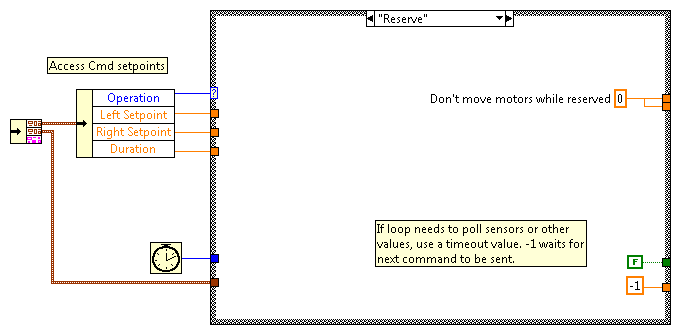 "Reserve"
Access Cmd setpoints
Operation
Left Setpoint
Right Setpoint
Duration
?
Don't move motors while reserved 0
If loop needs to poll sensors or other
values, use a timeout value. -1 waits for
next command to be sent.
F
-1